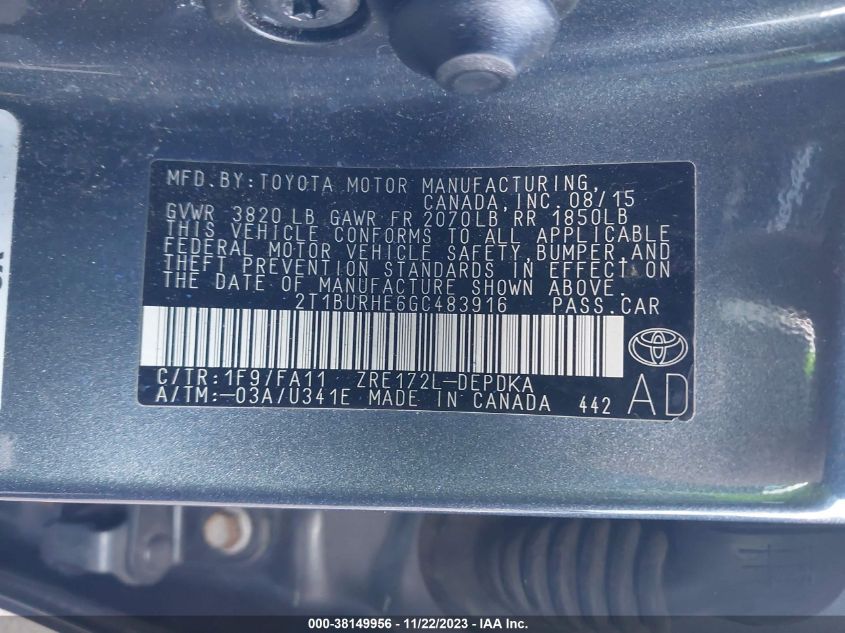 MFD. BY: TOYOTA MOTOR MANUFACTURING,
CANADA, INC. 08/15
GVWR 3820 LB GAWR FR 2070LB, RR 1850LB
THIS VEHICLE CONFORMS TO ALL APPLICABLE
FEDERAL MOTOR VEHICLE SAFETY, BUMPER, AND
THEFT PREVENTION STANDARDS IN EFFECT ON
THE DATE OF MANUFACTURE SHOWN ABOVE.
2T1BURHE6GC483916 PASS. CAR
C/TR: 1F9/FA11 ZRE172L-DEPDKA
A/TM: -03A/U341E MADE IN CANADA 442 AD
000-38149956 - 11/22/2023 - IAA Inc.